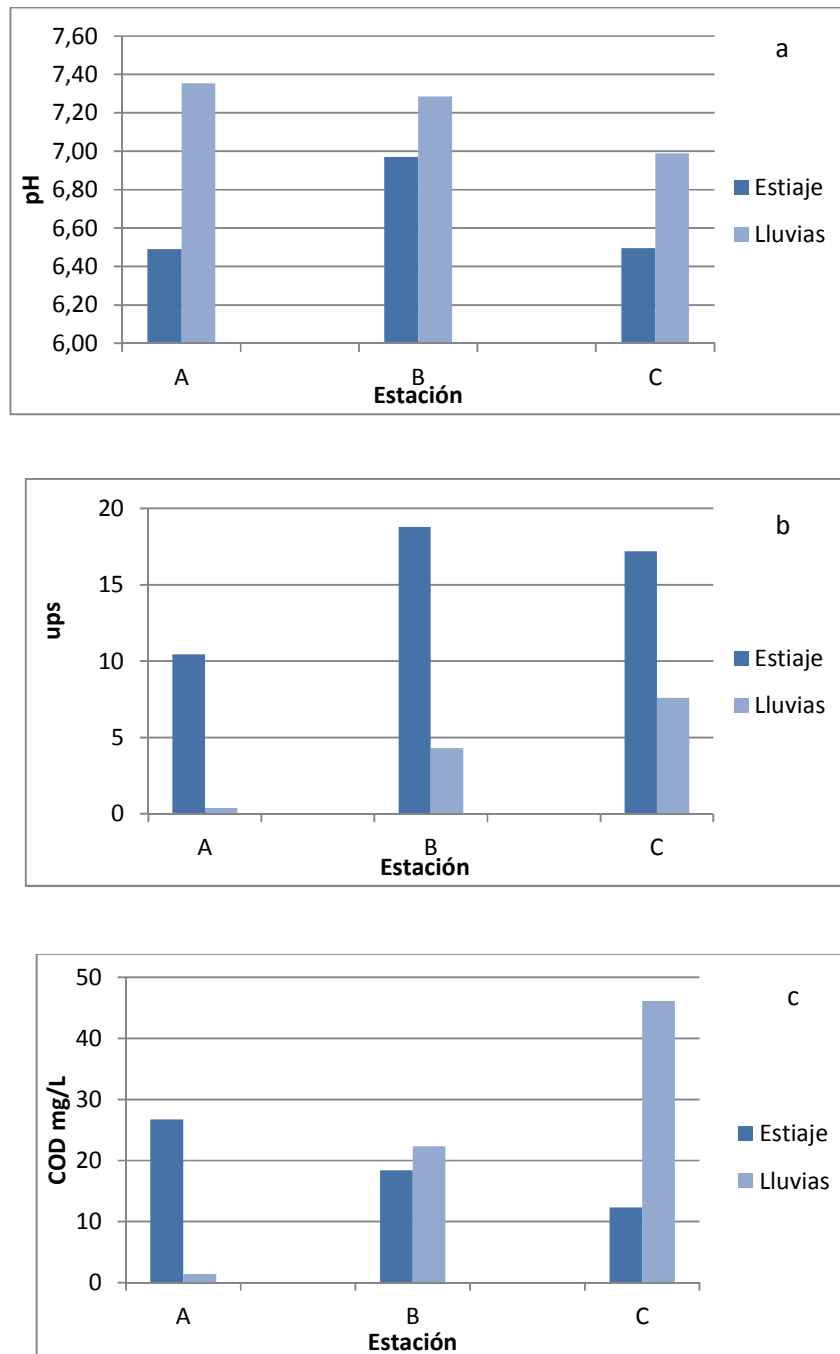 a
7,60
7,40
7,20
7,00
6,80
6,60
6,40
6,20
6,00
pH
A
B
C
Estación
Estiaje
Lluvias
b
20
15
10
5
0
ups
A
B
C
Estación
Estiaje
Lluvias
c
50
40
30
20
10
0
COD mg/L
A
B
C
Estación
Estiaje
Lluvias